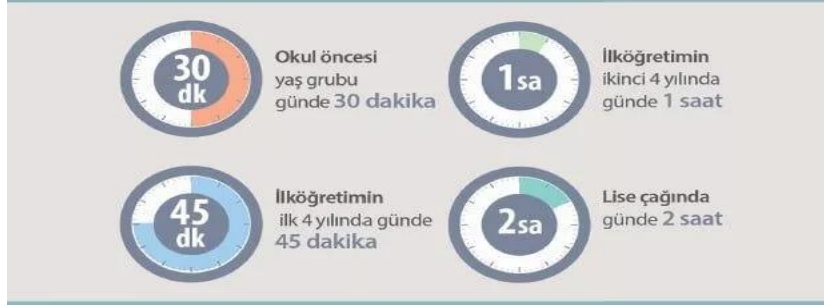 30
dk
Okul öncesi
yaş grubu
günde 30 dakika
1sa
İlköğretimin
ikinci 4 yılında
günde 1 saat
45
dk
İlköğretimin
ilk 4 yılında günde
45 dakika
2sa
Lise çağında
günde 2 saat